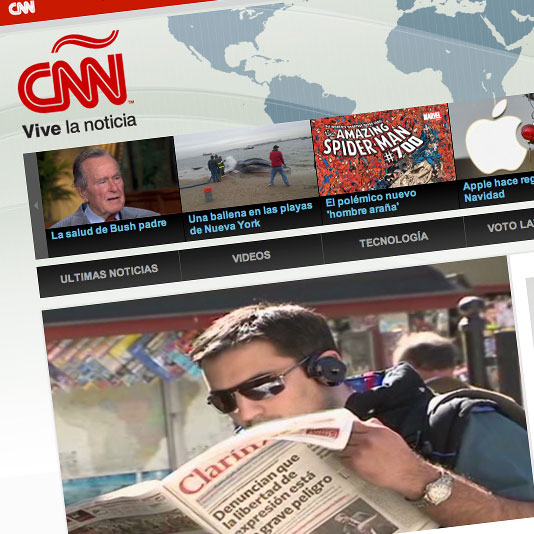 CNN
CNN
Vive la noticia
MARVEL
THE AMAZING
SPIDER-MAN
#700
La salud de Bush padre
Una ballena en las playas
de Nueva York
El polémico nuevo
'hombre araña'
Apple hace reg
Navidad
ULTIMAS NOTICIAS
VIDEOS
TECNOLOGÍA
VOTO LA
Clarín
Denuncian que
la libertad de
expresión está
en grave peligro